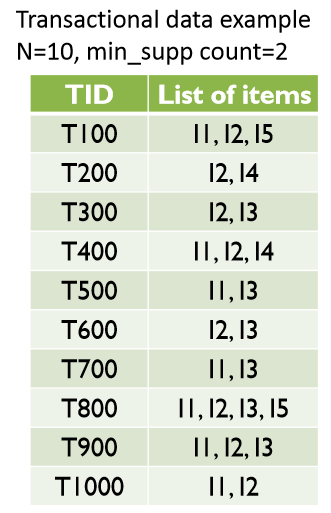 Transactional data example
N=10, min_supp count=2
TID List of items
T100 I1, I2, I5
T200 I2, I4
T300 I2, I3
T400 I1, I2, I4
T500 I1, I3
T600 I2, I3
T700 I1, I3
T800 I1, I2, I3, I5
T900 I1, I2, I3
T1000 I1, I2